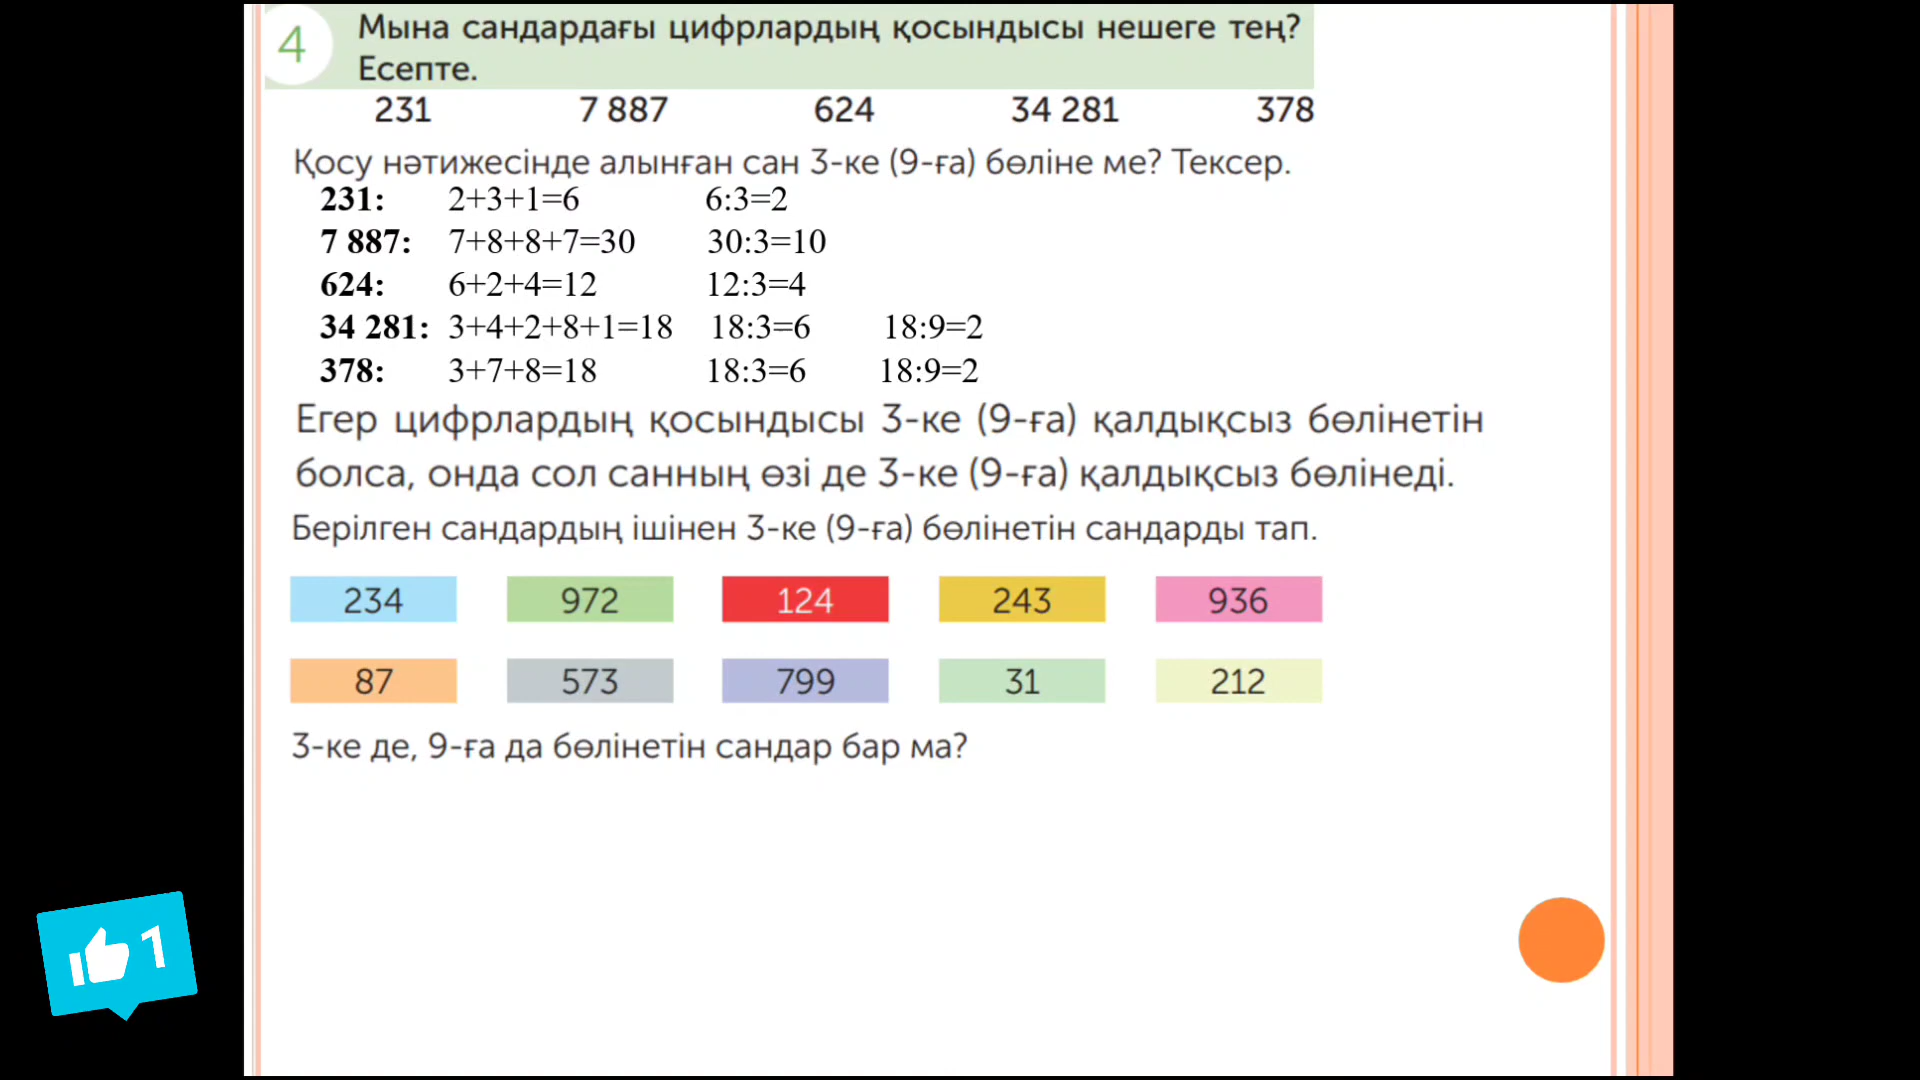 4
Мына сандардағы цифрлардың қосындысы нешеге тең?
Есепте.
231 7 887 624 34 281 378
Қосу нәтижесінде алынған сан 3-ке (9-ға) бөліне ме? Тексер.
231: 2+3+1=6 6:3=2
7 887: 7+8+8+7=30 30:3=10
624: 6+2+4=12 12:3=4
34 281: 3+4+2+8+1=18 18:3=6 18:9=2
378: 3+7+8=18 18:3=6 18:9=2
Егер цифрлардың қосындысы 3-ке (9-ға) қалдықсыз бөлінетін
болса, онда сол санның өзі де 3-ке (9-ға) қалдықсыз бөлінеді.
Берілген сандардың ішінен 3-ке (9-ға) бөлінетін сандарды тап.
234 972 124 243 936
87 573 799 31 212
3-ке де, 9-ға да бөлінетін сандар бар ма?
1